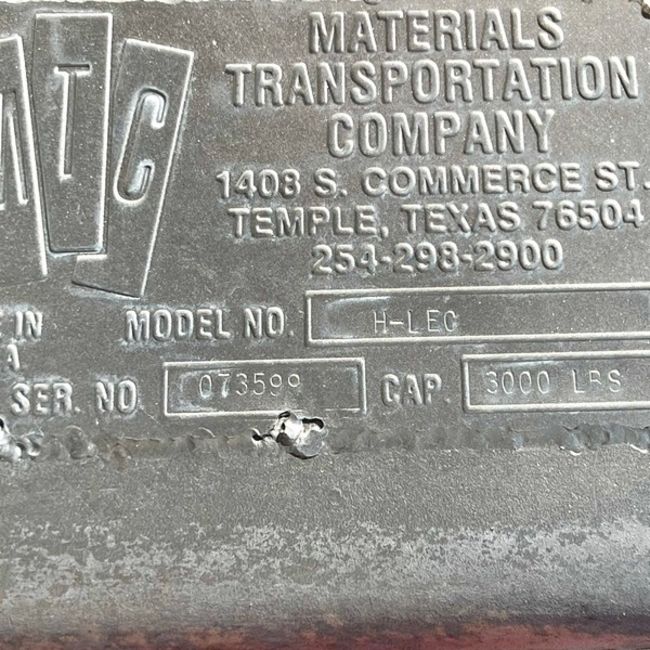 MTC
MATERIALS
TRANSPORTATION
COMPANY
1408 S. COMMERCE ST.
TEMPLE, TEXAS 76504
254-298-2900
IN
A
MODEL NO. H-LEC
SER. NO. 073599 CAP. 3000 LBS